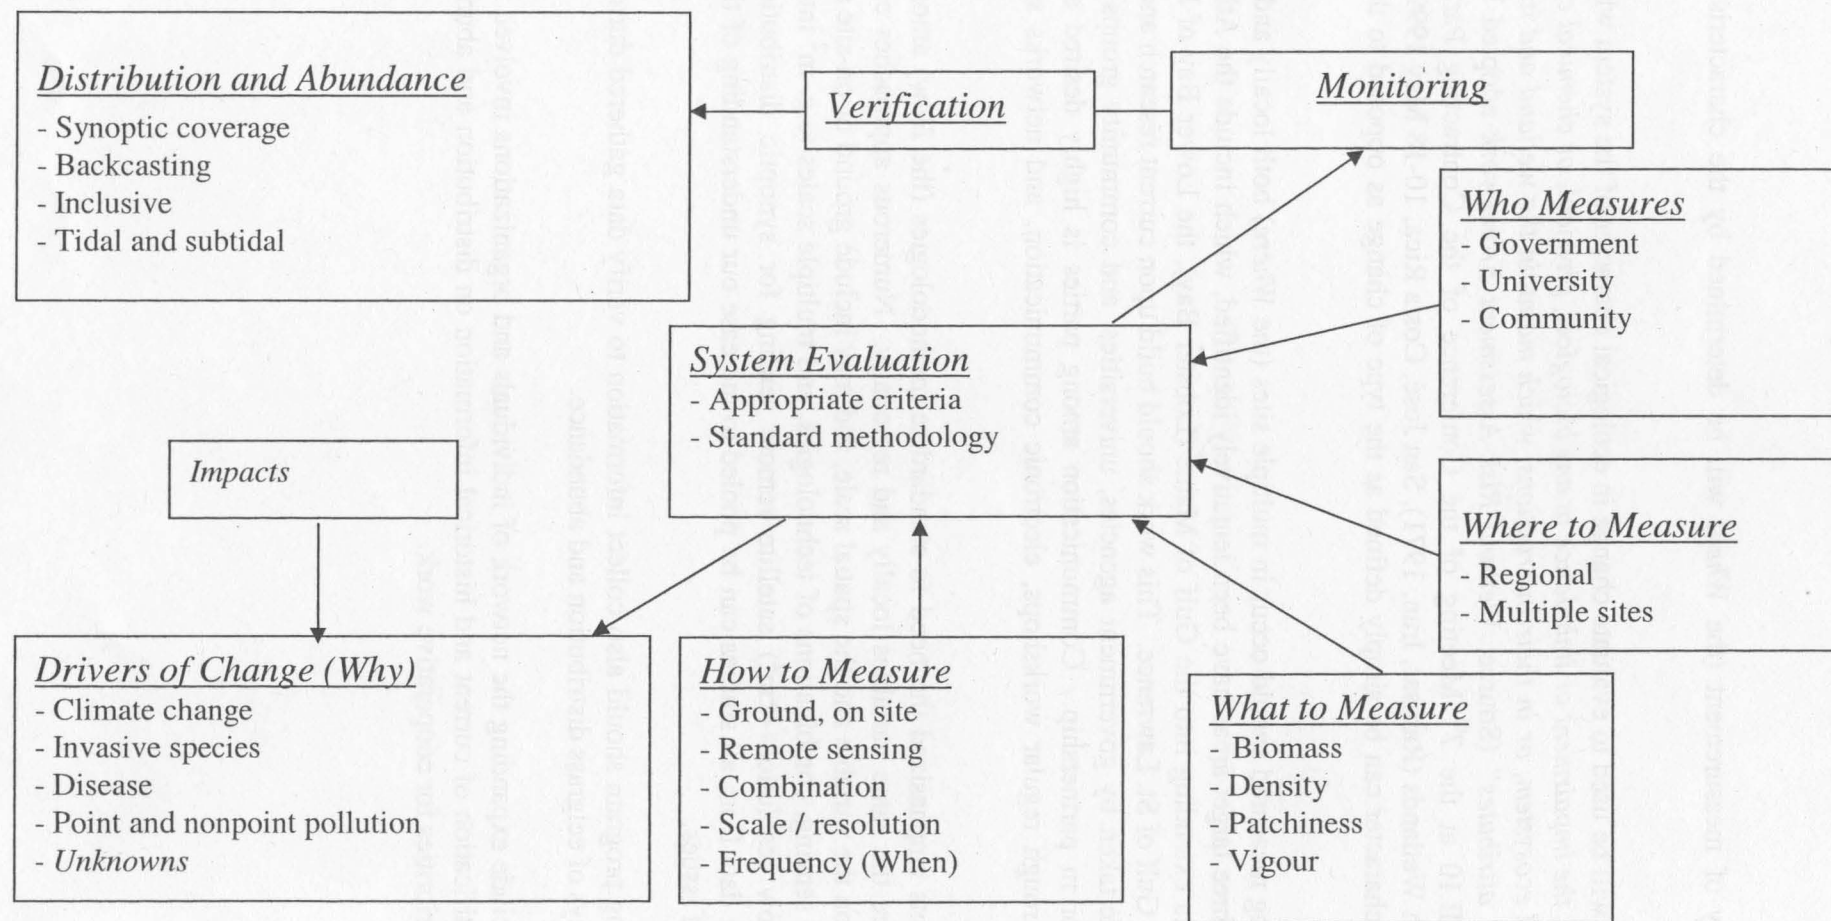 Distribution and Abundance
- Synoptic coverage
- Backcasting
- Inclusive
- Tidal and subtidal
Verification
Monitoring
Who Measures
- Government
- University
- Community
System Evaluation
- Appropriate criteria
- Standard methodology
Impacts
Where to Measure
- Regional
- Multiple sites
Drivers of Change (Why)
- Climate change
- Invasive species
- Disease
- Point and nonpoint pollution
- Unknowns
How to Measure
- Ground, on site
- Remote sensing
- Combination
- Scale / resolution
- Frequency (When)
What to Measure
- Biomass
- Density
- Patchiness
- Vigour